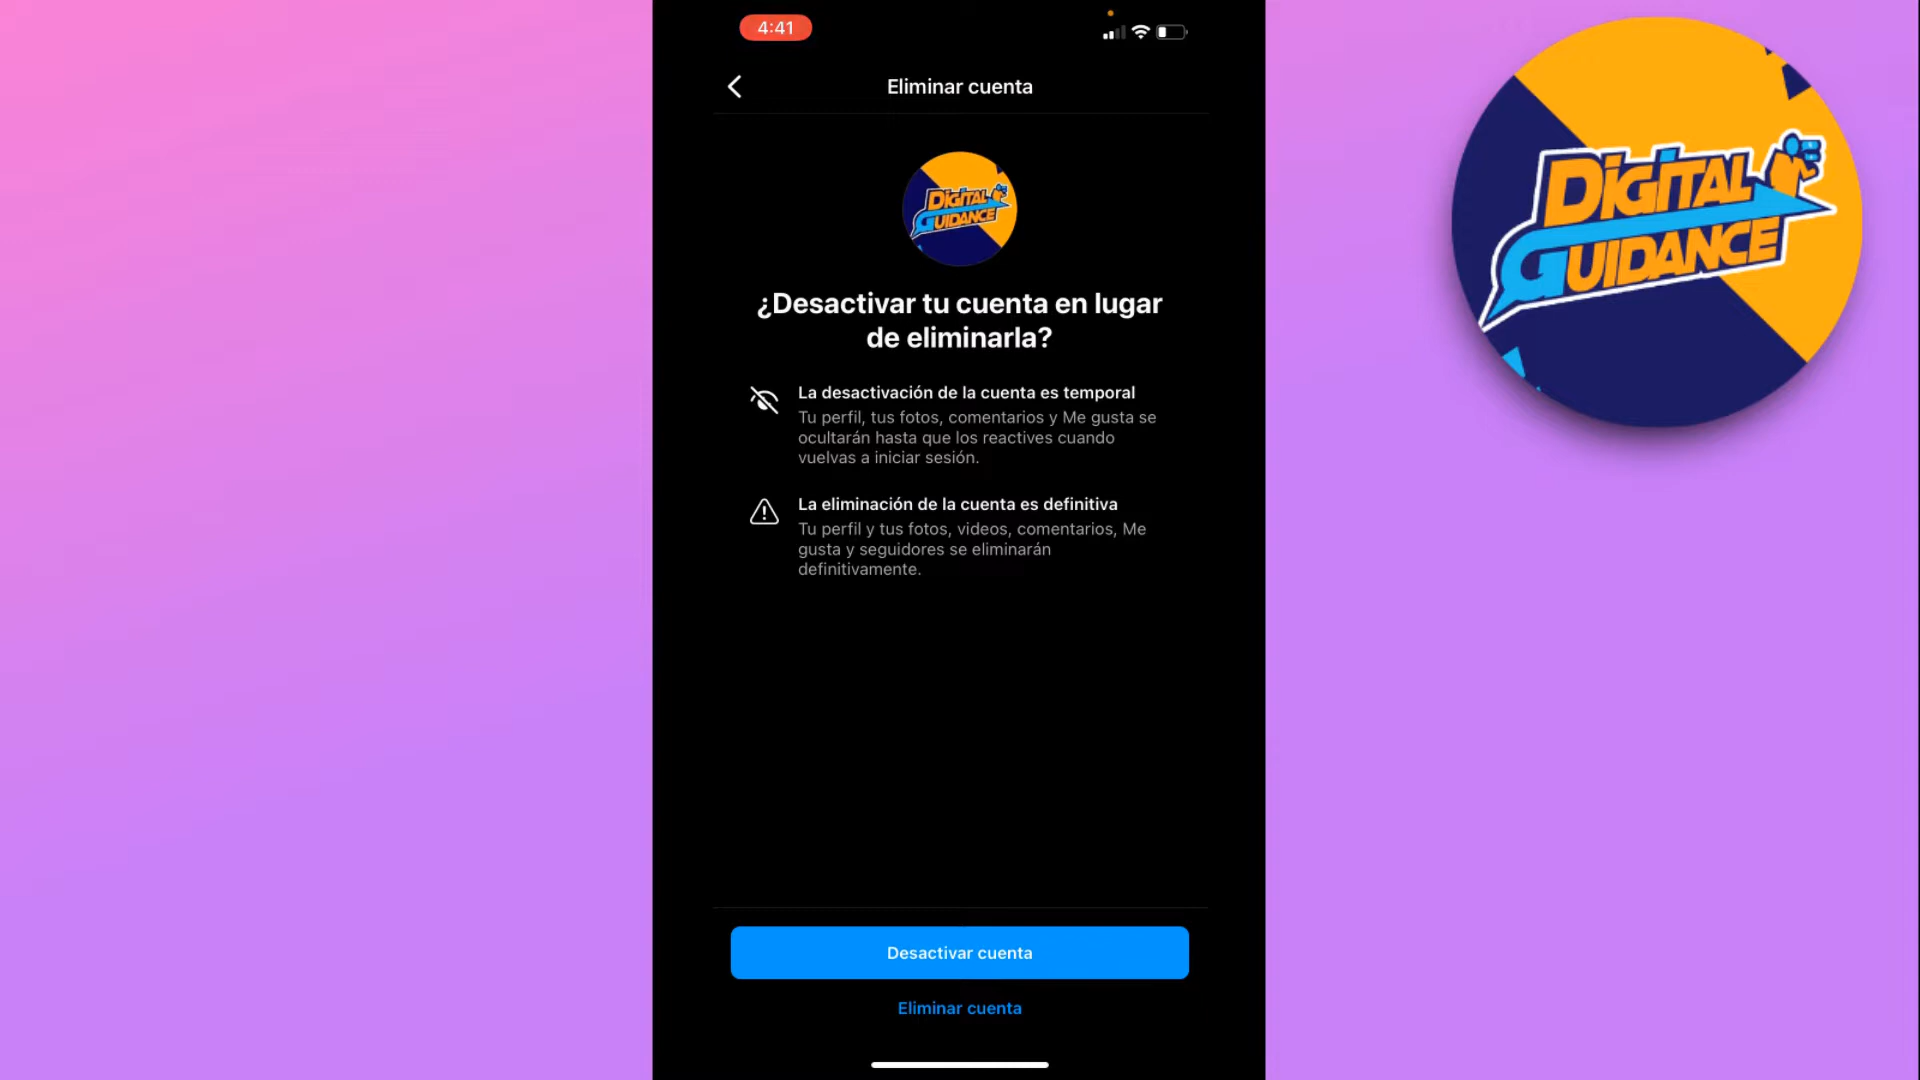 4:41
Eliminar cuenta
DIGITAL
GUIDANCE
¿Desactivar tu cuenta en lugar
de eliminarla?
La desactivación de la cuenta es temporal
Tu perfil, tus fotos, comentarios y Me gusta se
ocultarán hasta que los reactives cuando
vuelvas a iniciar sesión.
La eliminación de la cuenta es definitiva
Tu perfil y tus fotos, videos, comentarios, Me
gusta y seguidores se eliminarán
definitivamente.
Desactivar cuenta
Eliminar cuenta
DIGITAL
GUIDANCE